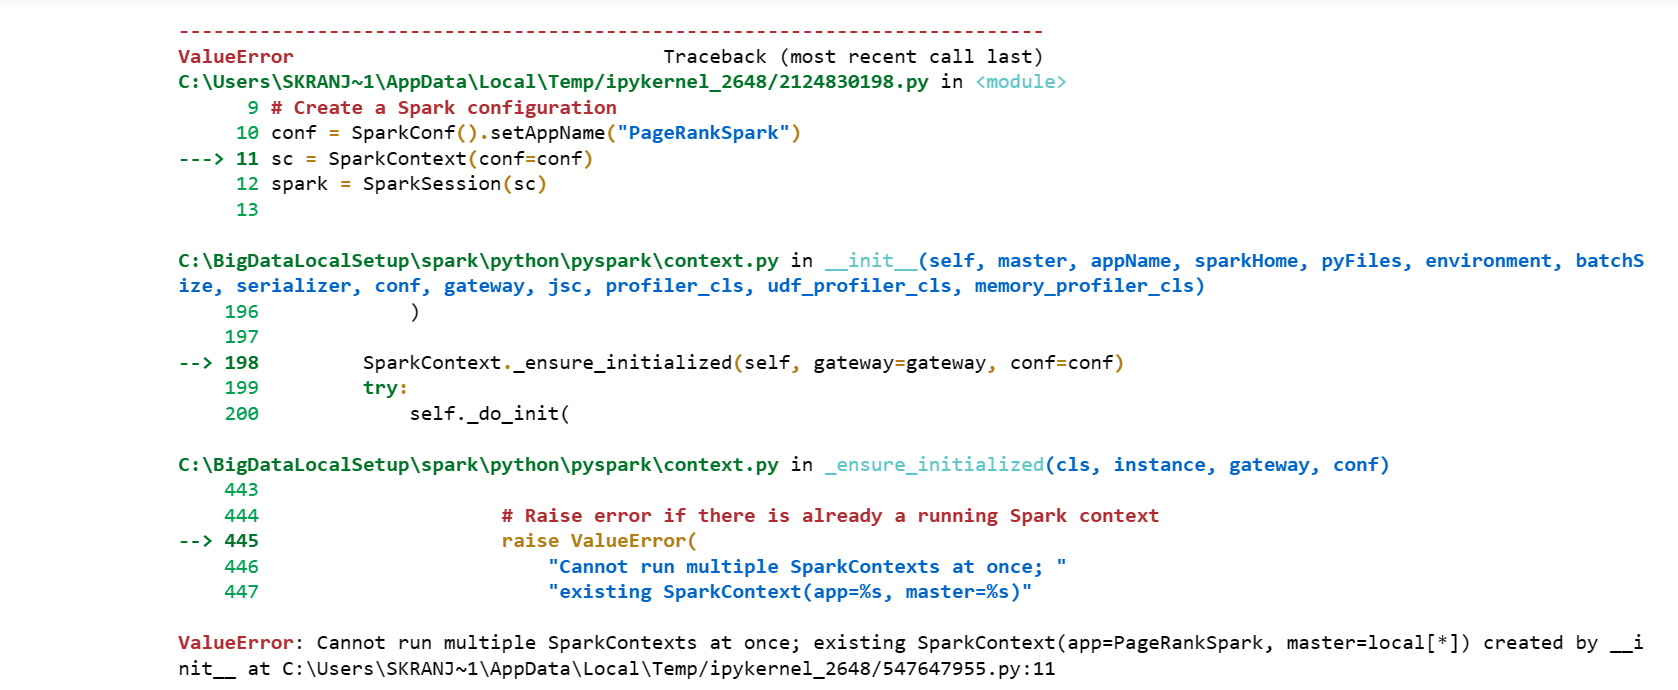 ---------------------------------------------------------------------------
ValueError                                Traceback (most recent call last)
C:\Users\SKRANJ~1\AppData\Local\Temp/ipykernel_2648/2124830198.py in <module>
      9 # Create a Spark configuration
     10 conf = SparkConf().setAppName("PageRankSpark")
---> 11 sc = SparkContext(conf=conf)
     12 spark = SparkSession(sc)
     13
C:\BigDataLocalSetup\spark\python\pyspark\context.py in __init__(self, master, appName, sparkHome, pyFiles, environment, batchS
ize, serializer, conf, gateway, jsc, profiler_cls, udf_profiler_cls, memory_profiler_cls)
    196             )
    197
--> 198         SparkContext._ensure_initialized(self, gateway=gateway, conf=conf)
    199         try:
    200             self._do_init(
C:\BigDataLocalSetup\spark\python\pyspark\context.py in _ensure_initialized(cls, instance, gateway, conf)
    443
    444                     # Raise error if there is already a running Spark context
--> 445                     raise ValueError(
    446                         "Cannot run multiple SparkContexts at once; "
    447                         "existing SparkContext(app=%s, master=%s)"
ValueError: Cannot run multiple SparkContexts at once; existing SparkContext(app=PageRankSpark, master=local[*]) created by __i
nit__ at C:\Users\SKRANJ~1\AppData\Local\Temp/ipykernel_2648/547647955.py:11